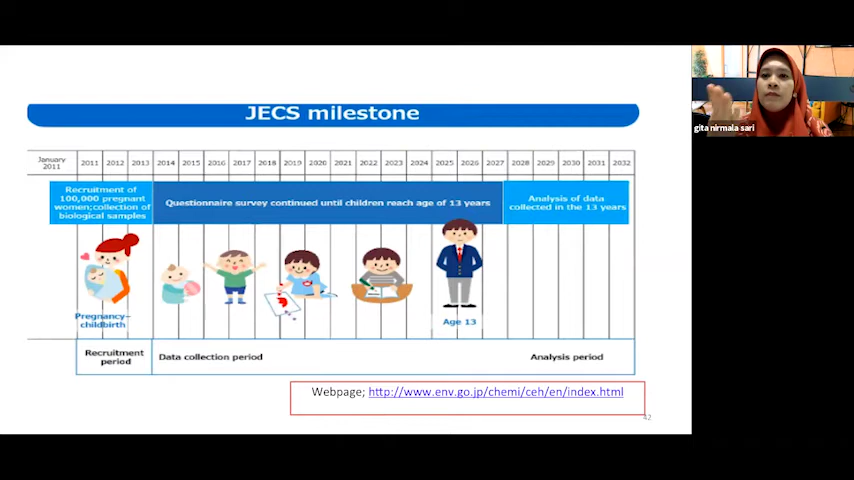 JECS milestone
January
2011
2011 2012 2013 2014 2015 2016 2017 2018 2019 2020 2021 2022 2023 2024 2025 2026 2027 2028 2029 2030 2031 2032
Recruitment of
100,000 pregnant
women;collection of
biological samples
Questionnaire survey continued until children reach age of 13 years
Analysis of data
collected in the 13 years
Pregnancy–
childbirth
Age 13
Recruitment
period
Data collection period
Analysis period
Webpage; http://www.env.go.jp/chemi/ceh/en/index.html
42
gita nirmala sari